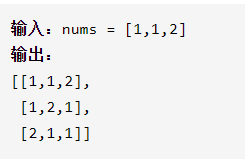 输入：nums = [1,1,2]
输出：
[[1,1,2],
 [1,2,1],
 [2,1,1]]